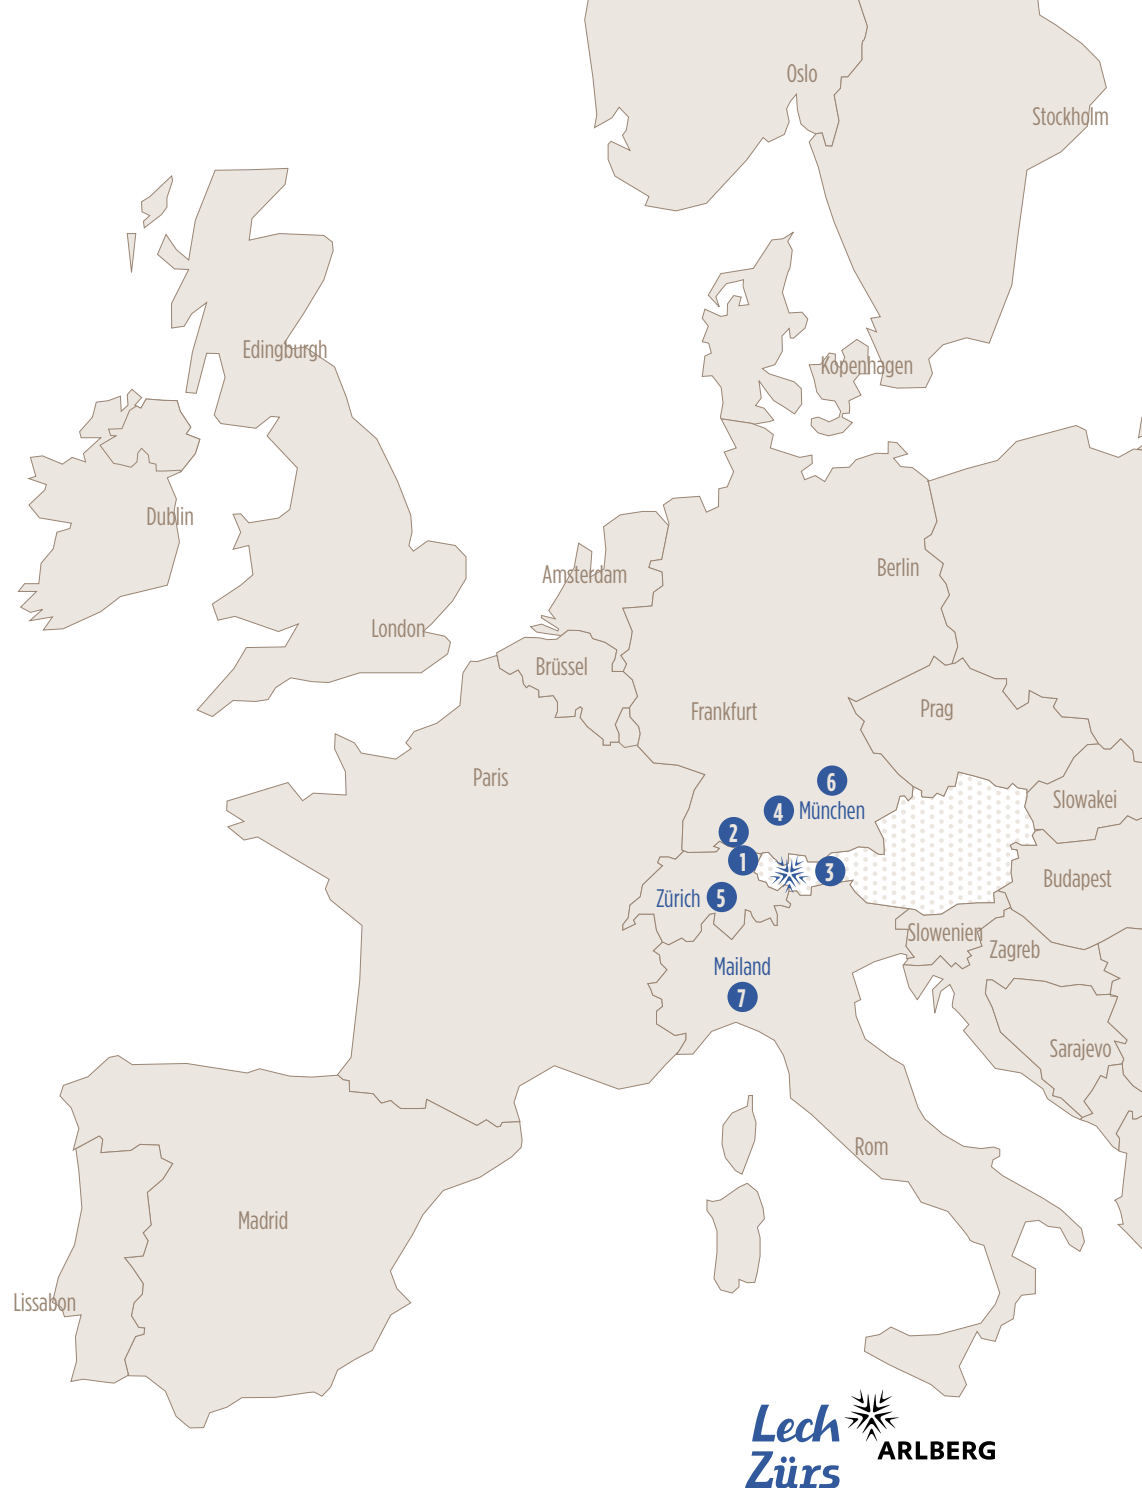 Oslo
Stockholm
Edingburgh
Kopenhagen
Dublin
Berlin
Amsterdam
London
Brüssel
Prag
Frankfurt
Paris
6
Slowakei
4 München
2
1
3
Budapest
Zürich 5
Slowenien
Zagreb
Mailand
7
Sarajevo
Rom
Madrid
Lissabon
Lech
ARLBERG
Zürs